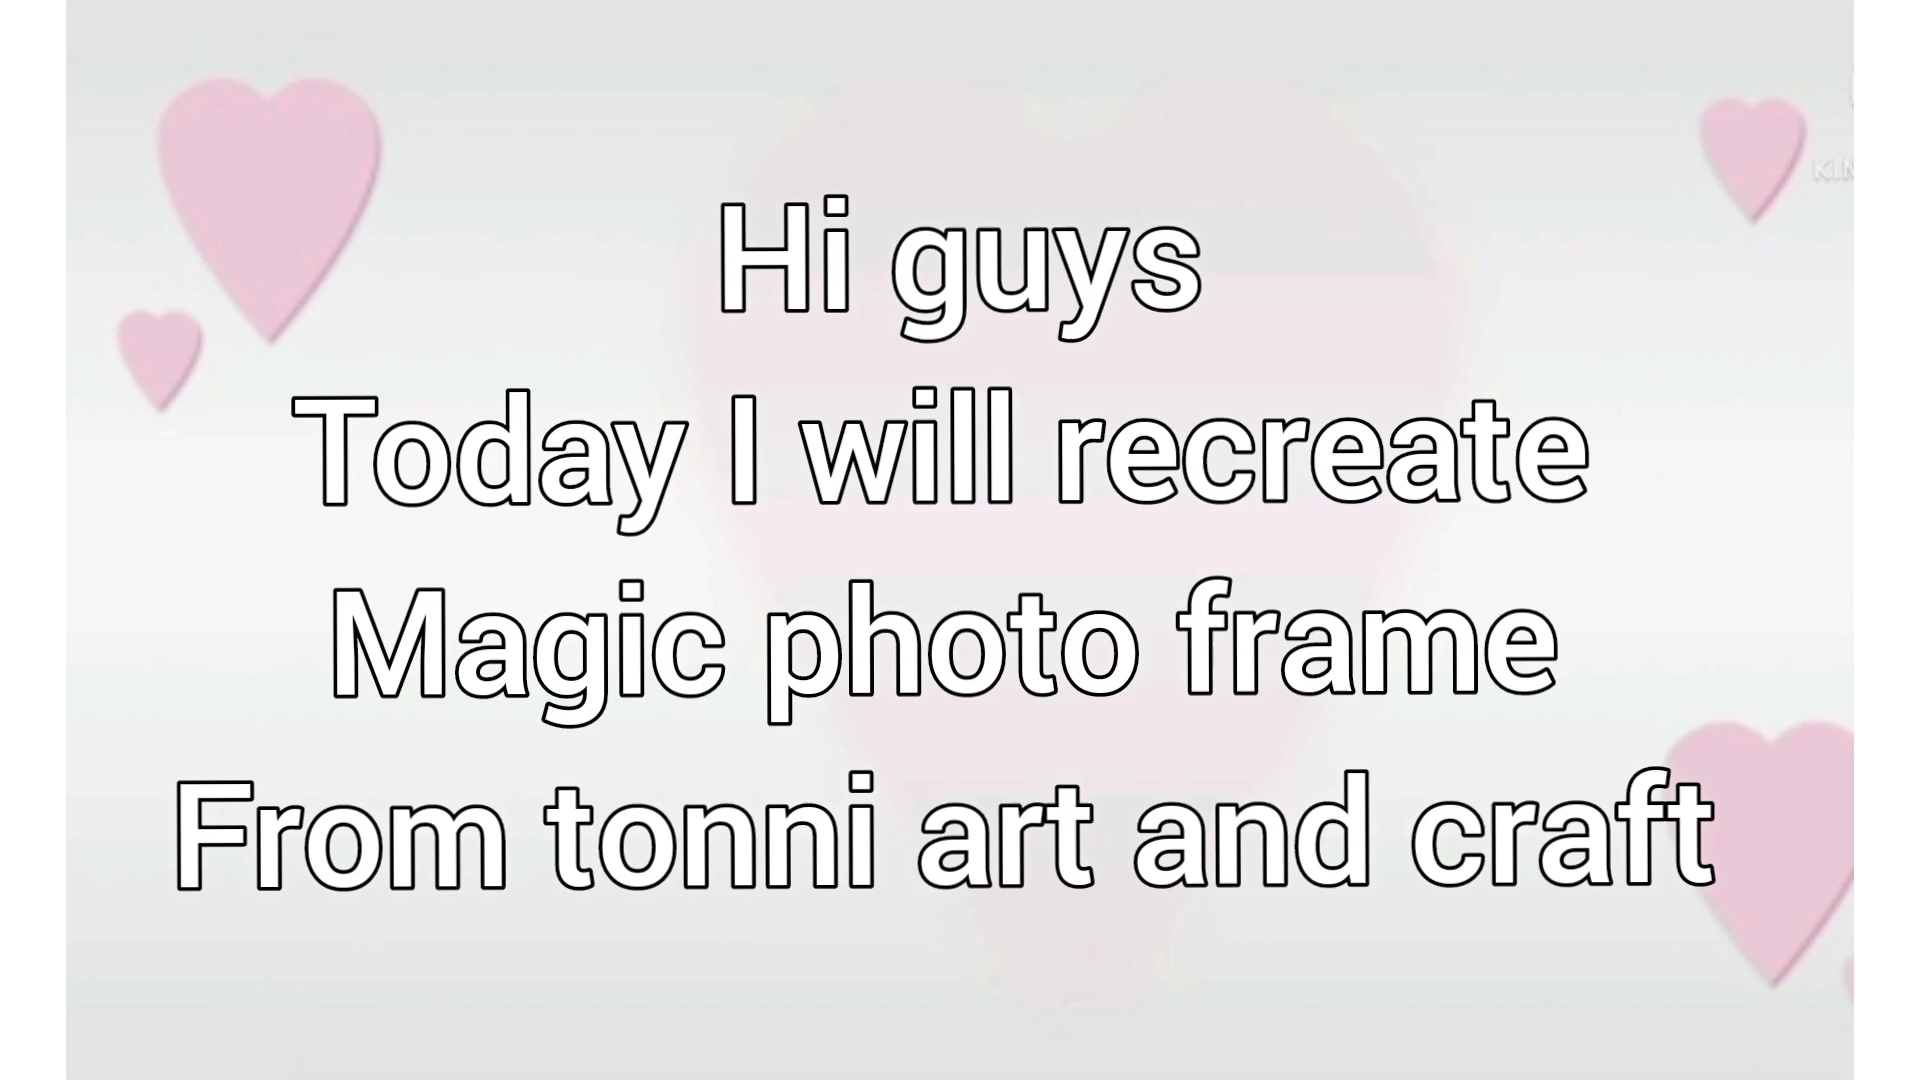 Hi guys
Today I will recreate
Magic photo frame
From tonni art and craft